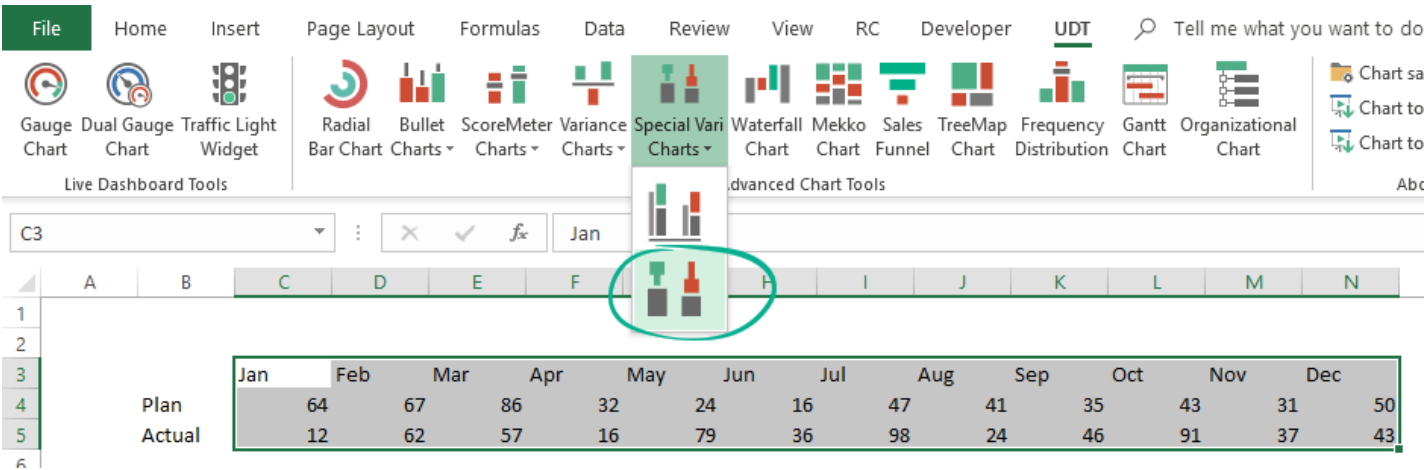 File Home Insert Page Layout Formulas Data Review View RC Developer UDT Tell me what you want to do
Gauge Chart
Dual Gauge Chart
Traffic Light Widget
Radial Bar Chart
Bullet Charts
ScoreMeter Charts
Variance Charts
Special Vari Charts
Waterfall Chart
Mekko Chart
Sales Funnel
TreeMap Chart
Frequency Distribution
Gantt Chart
Organizational Chart
Chart sa
Chart to
Chart to
Live Dashboard Tools
dvanced Chart Tools
Abo
C3 fx Jan
A B C D E F H I J K L M N
1
2
3 Jan Feb Mar Apr May Jun Jul Aug Sep Oct Nov Dec
4 Plan 64 67 86 32 24 16 47 41 35 43 31 50
5 Actual 12 62 57 16 79 36 98 24 46 91 37 43
6